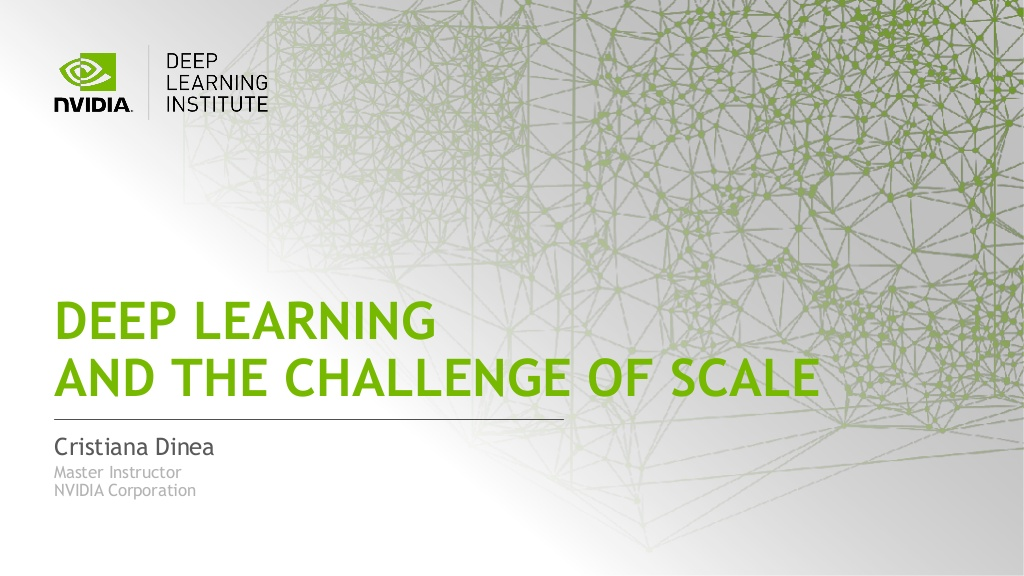 NVIDIA.
DEEP
LEARNING
INSTITUTE
DEEP LEARNING
AND THE CHALLENGE OF SCALE
Cristiana Dinea
Master Instructor
NVIDIA Corporation